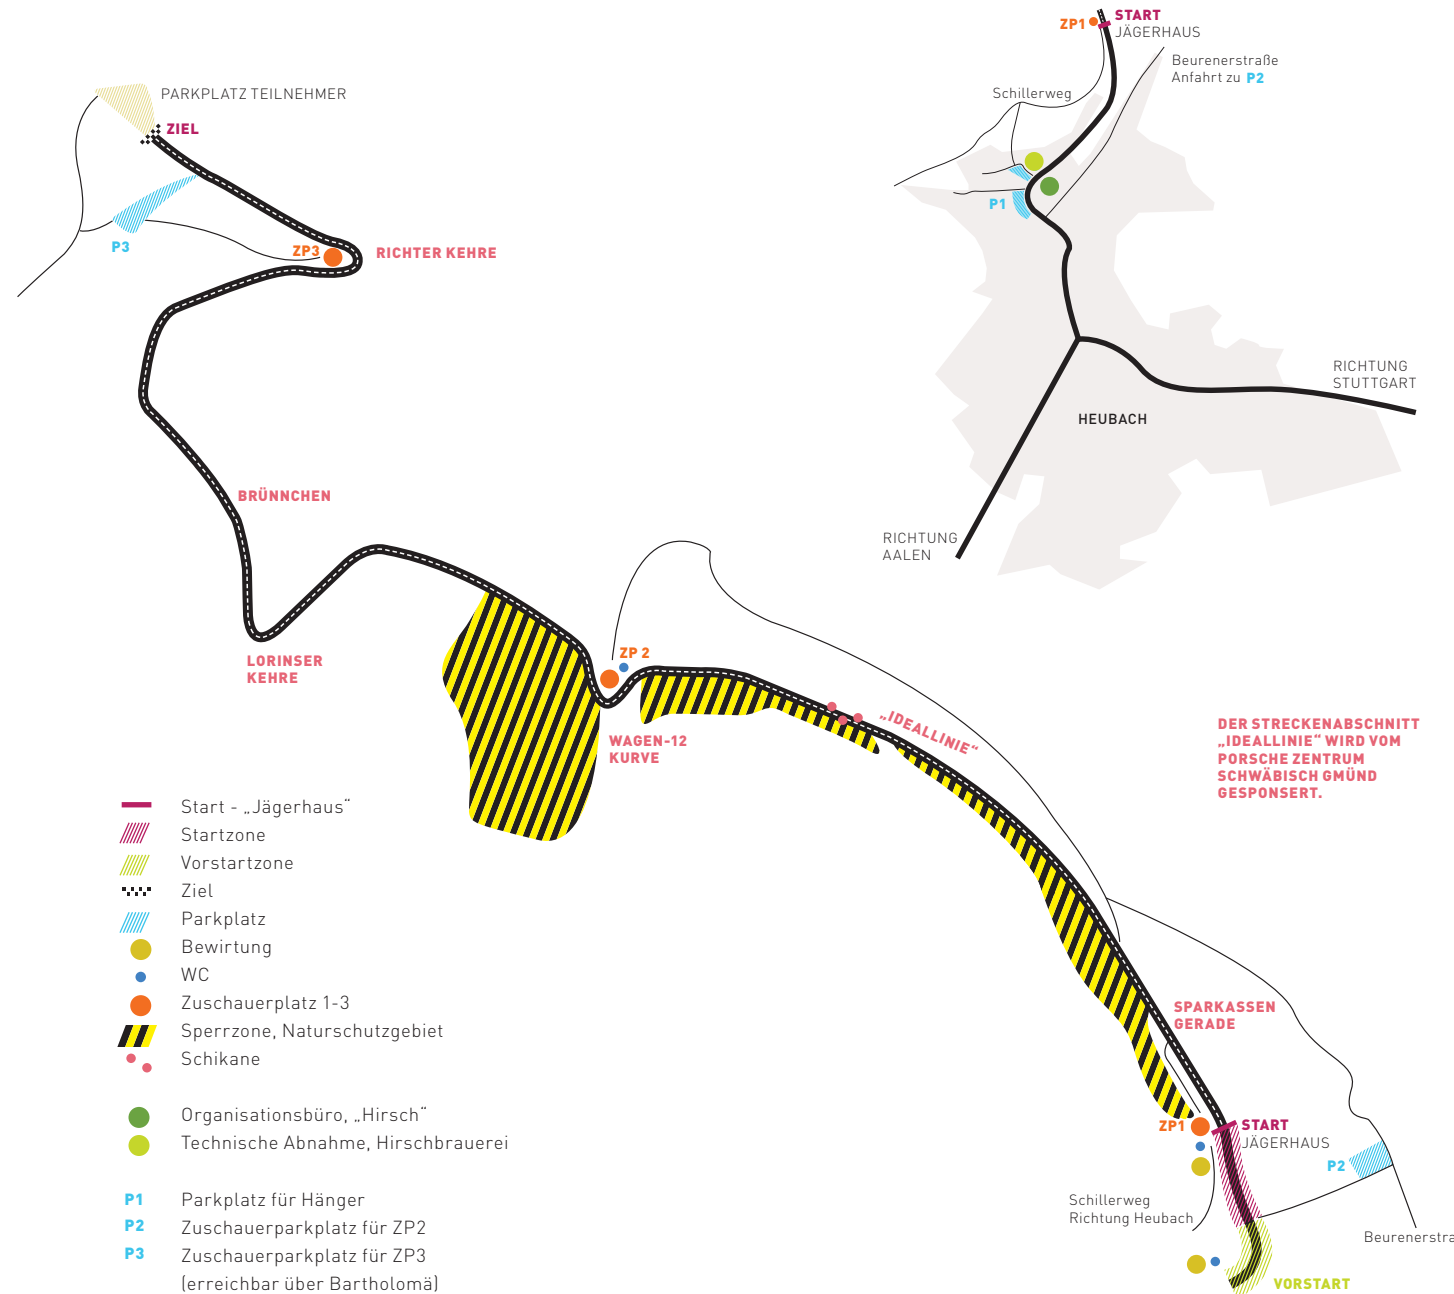 ZP1
START
JÄGERHAUS
Beurenerstraße
Anfahrt zu P2
Schillerweg
P1
PARKPLATZ TEILNEHMER
ZIEL
P3
ZP3
RICHTER KEHRE
RICHTUNG
STUTTGART
HEUBACH
RICHTUNG
AALEN
BRÜNNCHEN
LORINSER
KEHRE
ZP 2
WAGEN-12
KURVE
„IDEALLINIE“
DER STRECKENABSCHNITT
„IDEALLINIE“ WIRD VOM
PORSCHE ZENTRUM
SCHWÄBISCH GMÜND
GESPONSERT.
Start - „Jägerhaus“
Startzone
Vorstartzone
Ziel
Parkplatz
Bewirtung
WC
Zuschauerplatz 1-3
Sperrzone, Naturschutzgebiet
Schikane
Organisationsbüro, „Hirsch“
Technische Abnahme, Hirschbrauerei
P1 Parkplatz für Hänger
P2 Zuschauerparkplatz für ZP2
P3 Zuschauerparkplatz für ZP3
(erreichbar über Bartholomä)
SPARKASSEN
GERADE
ZP1
START
JÄGERHAUS
P2
Schillerweg
Richtung Heubach
Beurenerstra
VORSTART